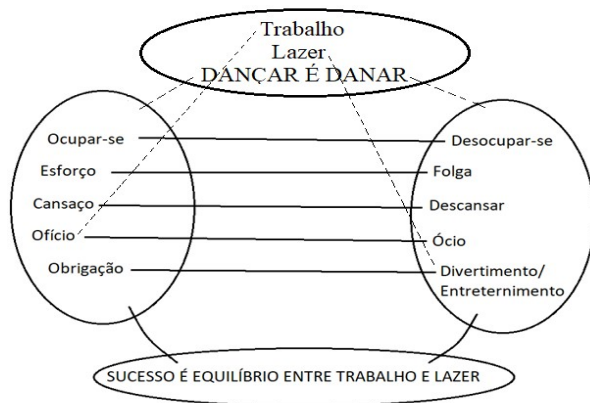 Trabalho
Lazer
DANÇAR É DANAR
Ocupar-se
Desocupar-se
Esforço
Folga
Cansaço
Descansar
Ofício
Ócio
Obrigação
Divertimento/
Entreternimento
SUCESSO É EQUILÍBRIO ENTRE TRABALHO E LAZER